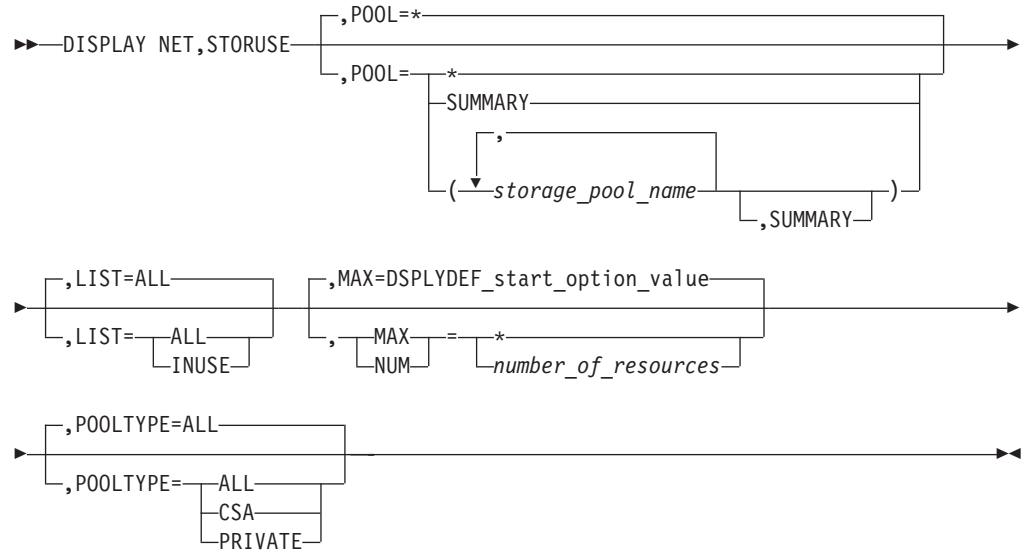 ,POOL=*
DISPLAY NET,STORUSE
,POOL= *
SUMMARY
,
( storage_pool_name )
,SUMMARY
,LIST=ALL ,MAX=DSPLYDEF_start_option_value
,LIST= ALL , MAX = *
INUSE NUM number_of_resources
,POOLTYPE=ALL
,POOLTYPE= ALL
CSA
PRIVATE